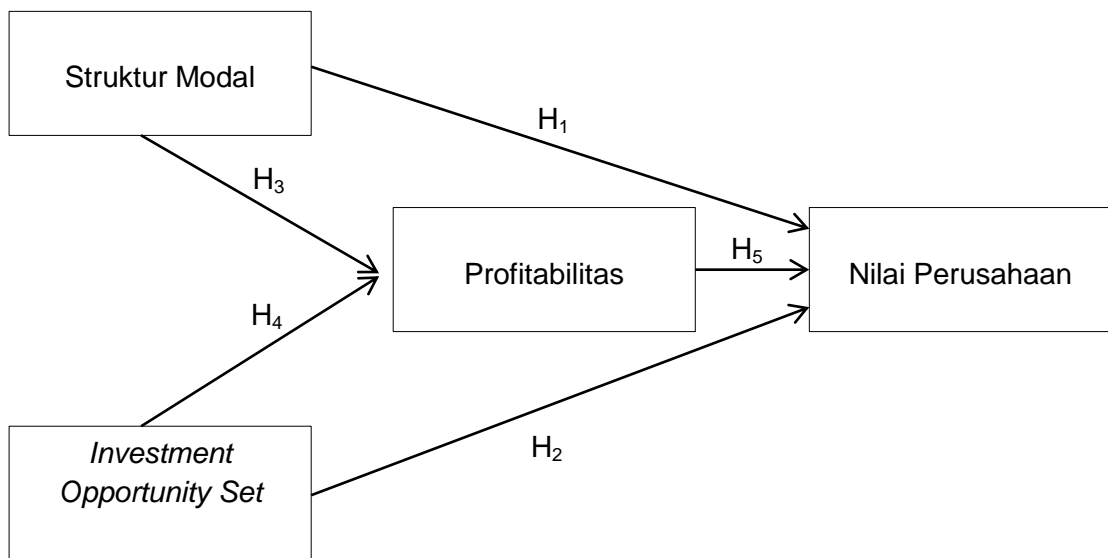 Struktur Modal
H₁
H₃
Profitabilitas
H₅
Nilai Perusahaan
H₄
Investment
Opportunity Set
H₂